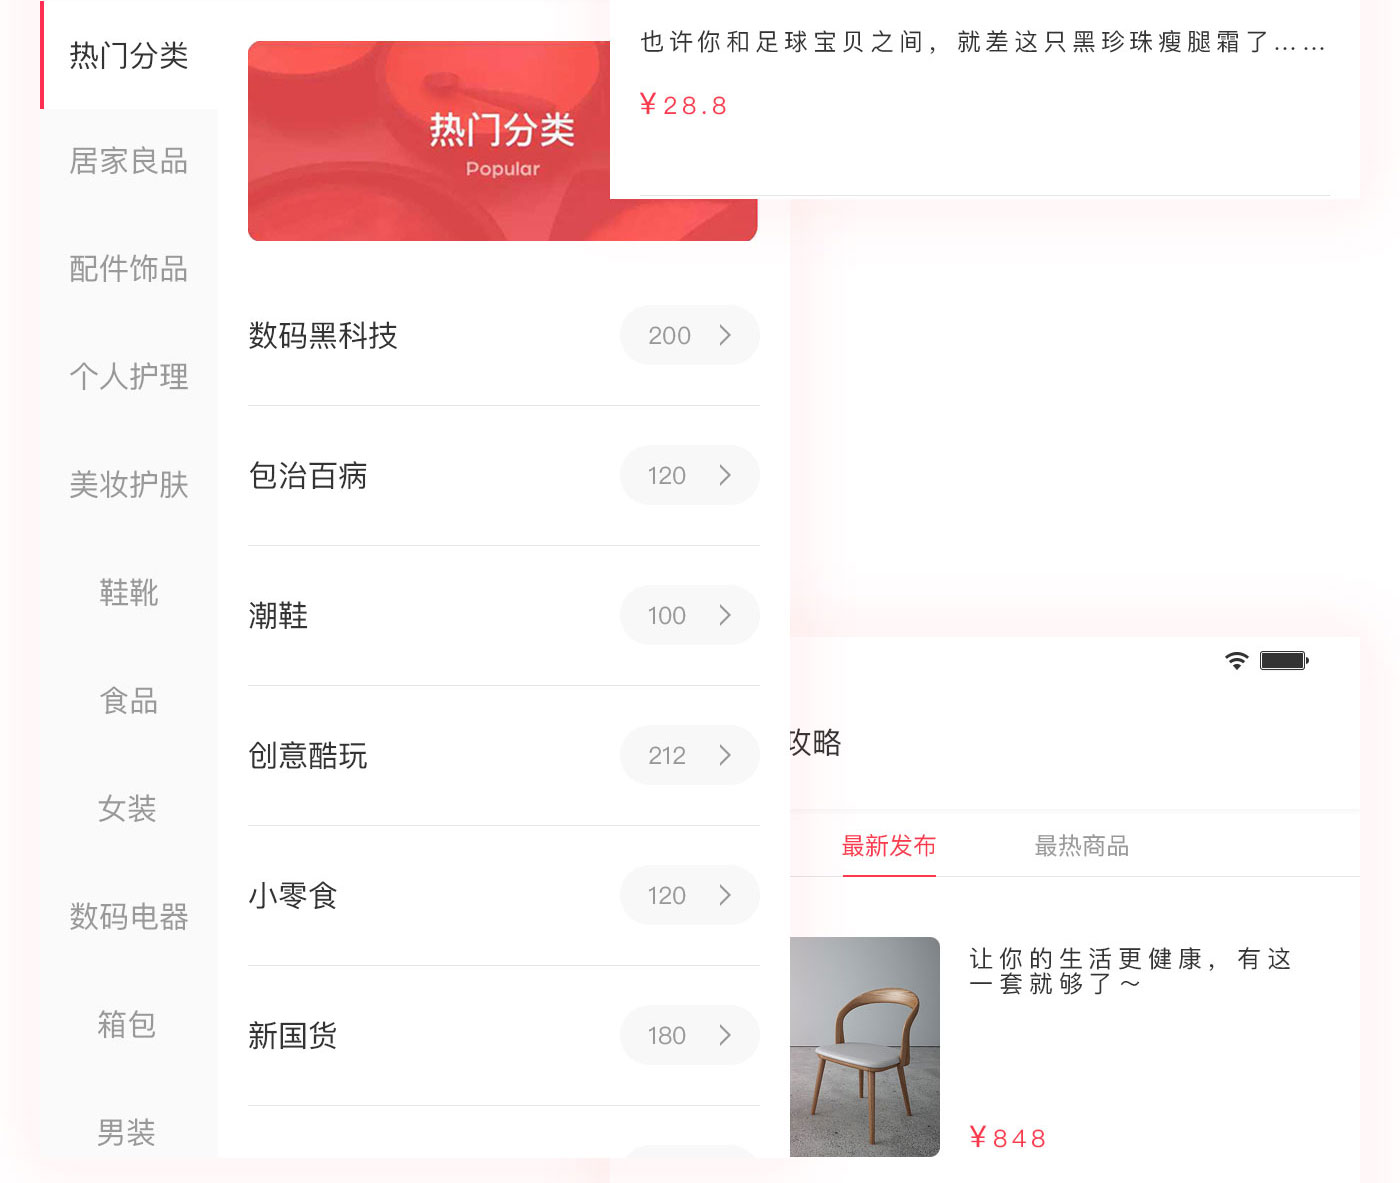 热门分类
居家良品
配件饰品
个人护理
美妆护肤
鞋靴
食品
女装
数码电器
箱包
男装
热门分类
Popular
数码黑科技 200
包治百病 120
潮鞋 100
创意酷玩 212
小零食 120
新国货 180
也许你和足球宝贝之间，就差这只黑珍珠瘦腿霜了……
¥28.8
攻略
最新发布 最热商品
让你的生活更健康，有这
一套就够了～
¥848